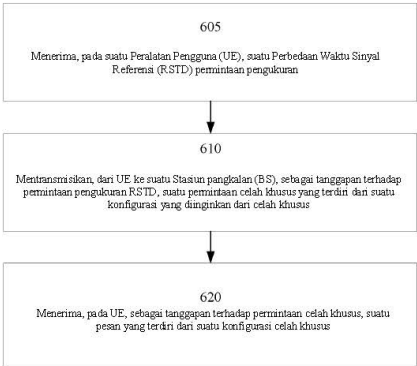 605
Menerima, pada suatu Peralatan Pengguna (UE), suatu Perbedaan Waktu Sinyal
Referensi (RSTD) permintaan pengukuran
610
Mentransmisikan, dari UE ke suatu Stasiun pangkalan (BS), sebagai tanggapan terhadap
permintaan pengukuran RSTD, suatu permintaan celah khusus yang terdiri dari suatu
konfigurasi yang diinginkan dari celah khusus
620
Menerima, pada UE, sebagai tanggapan terhadap permintaan celah khusus, suatu
pesan yang terdiri dari suatu konfigurasi celah khusus